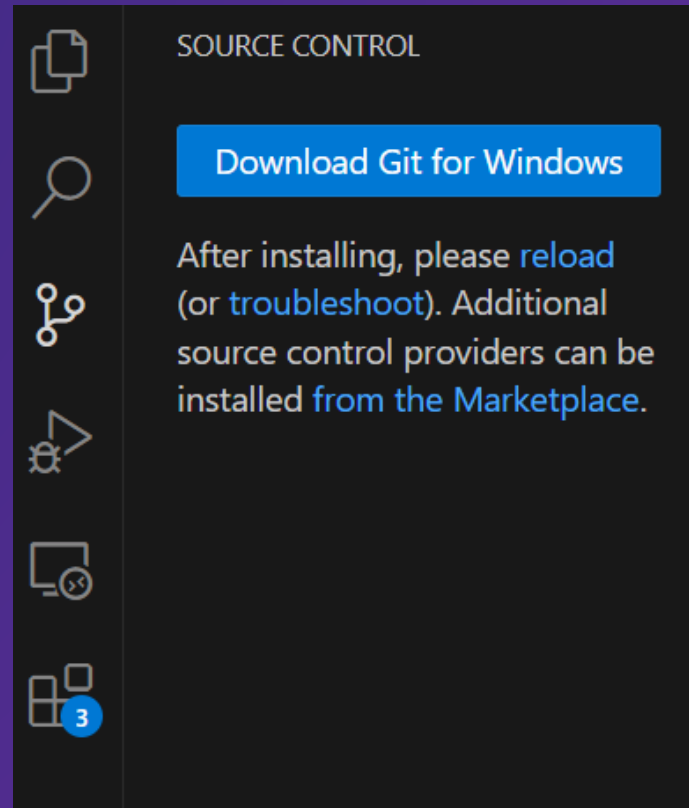 SOURCE CONTROL
Download Git for Windows
After installing, please reload
(or troubleshoot). Additional
source control providers can be
installed from the Marketplace.
3